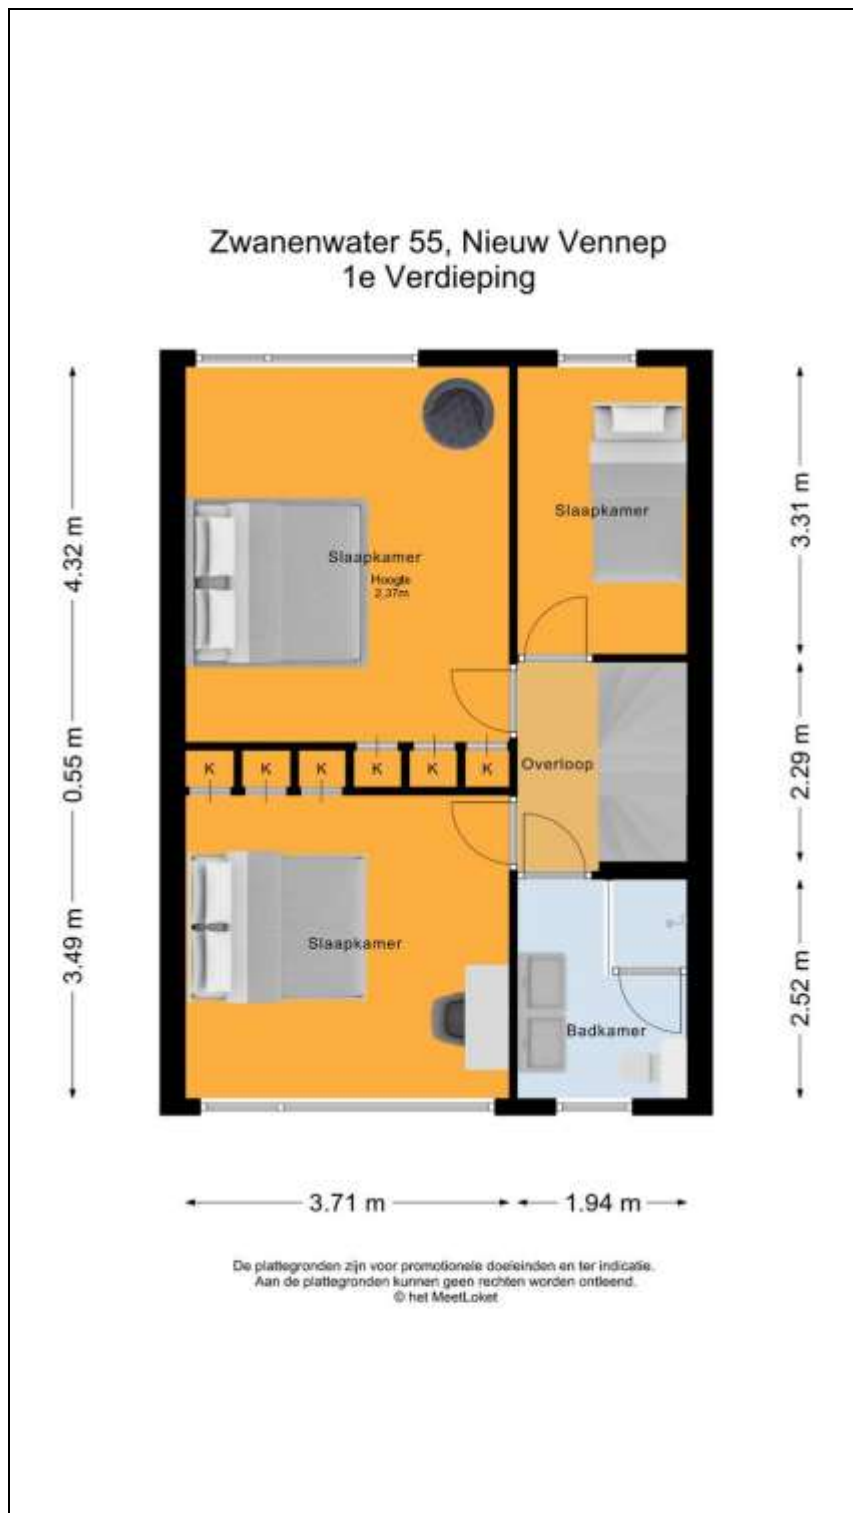 Zwanenwater 55, Nieuw Vennep
1e Verdieping
4.32 m
0.55 m
3.49 m
3.31 m
2.29 m
2.52 m
Slaapkamer
Hoogte
2.37m
Slaapkamer
K K K K K K
Overloop
Slaapkamer
Badkamer
3.71 m
1.94 m
De plattegronden zijn voor promotionele doeleinden en ter indicatie.
Aan de plattegronden kunnen geen rechten worden ontleend.
© het MeetLoket